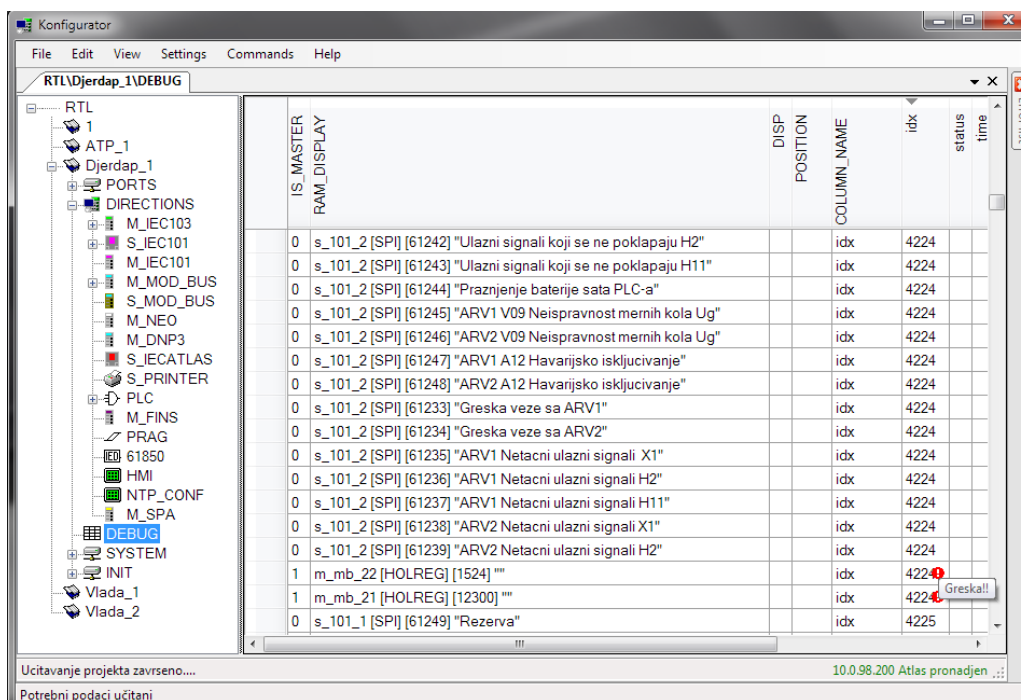 Konfigurator
File Edit View Settings Commands Help
RTL\Djerdap_1\DEBUG
RTL
1
ATP_1
Djerdap_1
PORTS
DIRECTIONS
M_IEC103
S_IEC101
M_IEC101
M_MOD_BUS
S_MOD_BUS
M_NEO
M_DNP3
S_IECATLAS
S_PRINTER
PLC
M_FINS
PRAG
IED 61850
HMI
NTP_CONF
M_SPA
DEBUG
SYSTEM
INIT
Vlada_1
Vlada_2
IS_MASTER RAM_DISPLAY DISP POSITION COLUMN_NAME idx status time
0 s_101_2 [SPI] [61242] "Ulazni signali koji se ne poklapaju H2" idx 4224
0 s_101_2 [SPI] [61243] "Ulazni signali koji se ne poklapaju H11" idx 4224
0 s_101_2 [SPI] [61244] "Praznjenje baterije sata PLC-a" idx 4224
0 s_101_2 [SPI] [61245] "ARV1 V09 Neispravnost mernih kola Ug" idx 4224
0 s_101_2 [SPI] [61246] "ARV2 V09 Neispravnost mernih kola Ug" idx 4224
0 s_101_2 [SPI] [61247] "ARV1 A12 Havarijsko iskljucivanje" idx 4224
0 s_101_2 [SPI] [61248] "ARV2 A12 Havarijsko iskljucivanje" idx 4224
0 s_101_2 [SPI] [61233] "Greska veze sa ARV1" idx 4224
0 s_101_2 [SPI] [61234] "Greska veze sa ARV2" idx 4224
0 s_101_2 [SPI] [61235] "ARV1 Netacni ulazni signali  X1" idx 4224
0 s_101_2 [SPI] [61236] "ARV1 Netacni ulazni signali H2" idx 4224
0 s_101_2 [SPI] [61237] "ARV1 Netacni ulazni signali H11" idx 4224
0 s_101_2 [SPI] [61238] "ARV2 Netacni ulazni signali X1" idx 4224
0 s_101_2 [SPI] [61239] "ARV2 Netacni ulazni signali H2" idx 4224
1 m_mb_22 [HOLREG] [1524] "" idx
Greska!!
1 m_mb_21 [HOLREG] [12300] "" idx
0 s_101_1 [SPI] [61249] "Rezerva" idx 4225
Ucitavanje projekta zavrseno.... 10.0.98.200 Atlas pronadjen
Potrebni podaci učitani